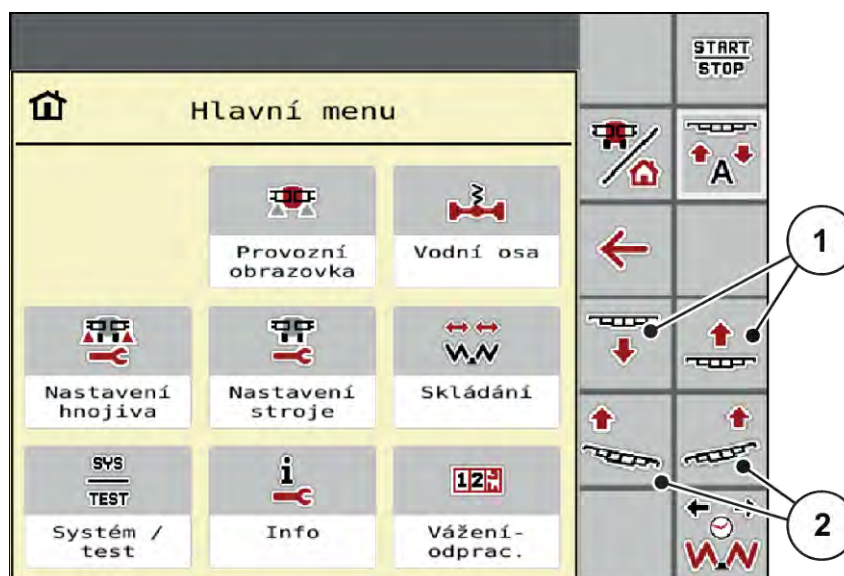 START
STOP
Hlavní menu
A
1
Provozní
obrazovka
Vodní osa
Nastavení
hnojiva
Nastavení
stroje
Skládání
SYS
TEST
Systém /
test
i
Info
12
Vážení-
odprac.
2